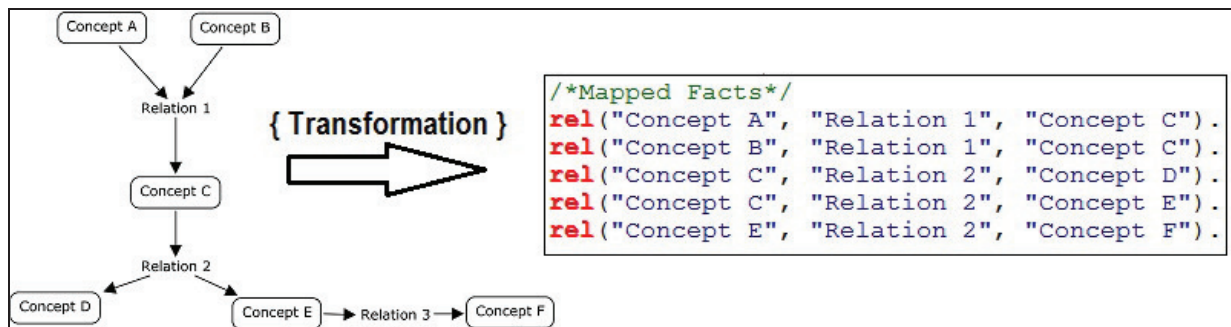 Concept A
Concept B
Relation 1
Concept C
Relation 2
Concept D
Concept E
Relation 3
Concept F
{ Transformation }
/*Mapped Facts*/
rel("Concept A", "Relation 1", "Concept C").
rel("Concept B", "Relation 1", "Concept C").
rel("Concept C", "Relation 2", "Concept D").
rel("Concept C", "Relation 2", "Concept E").
rel("Concept E", "Relation 2", "Concept F").